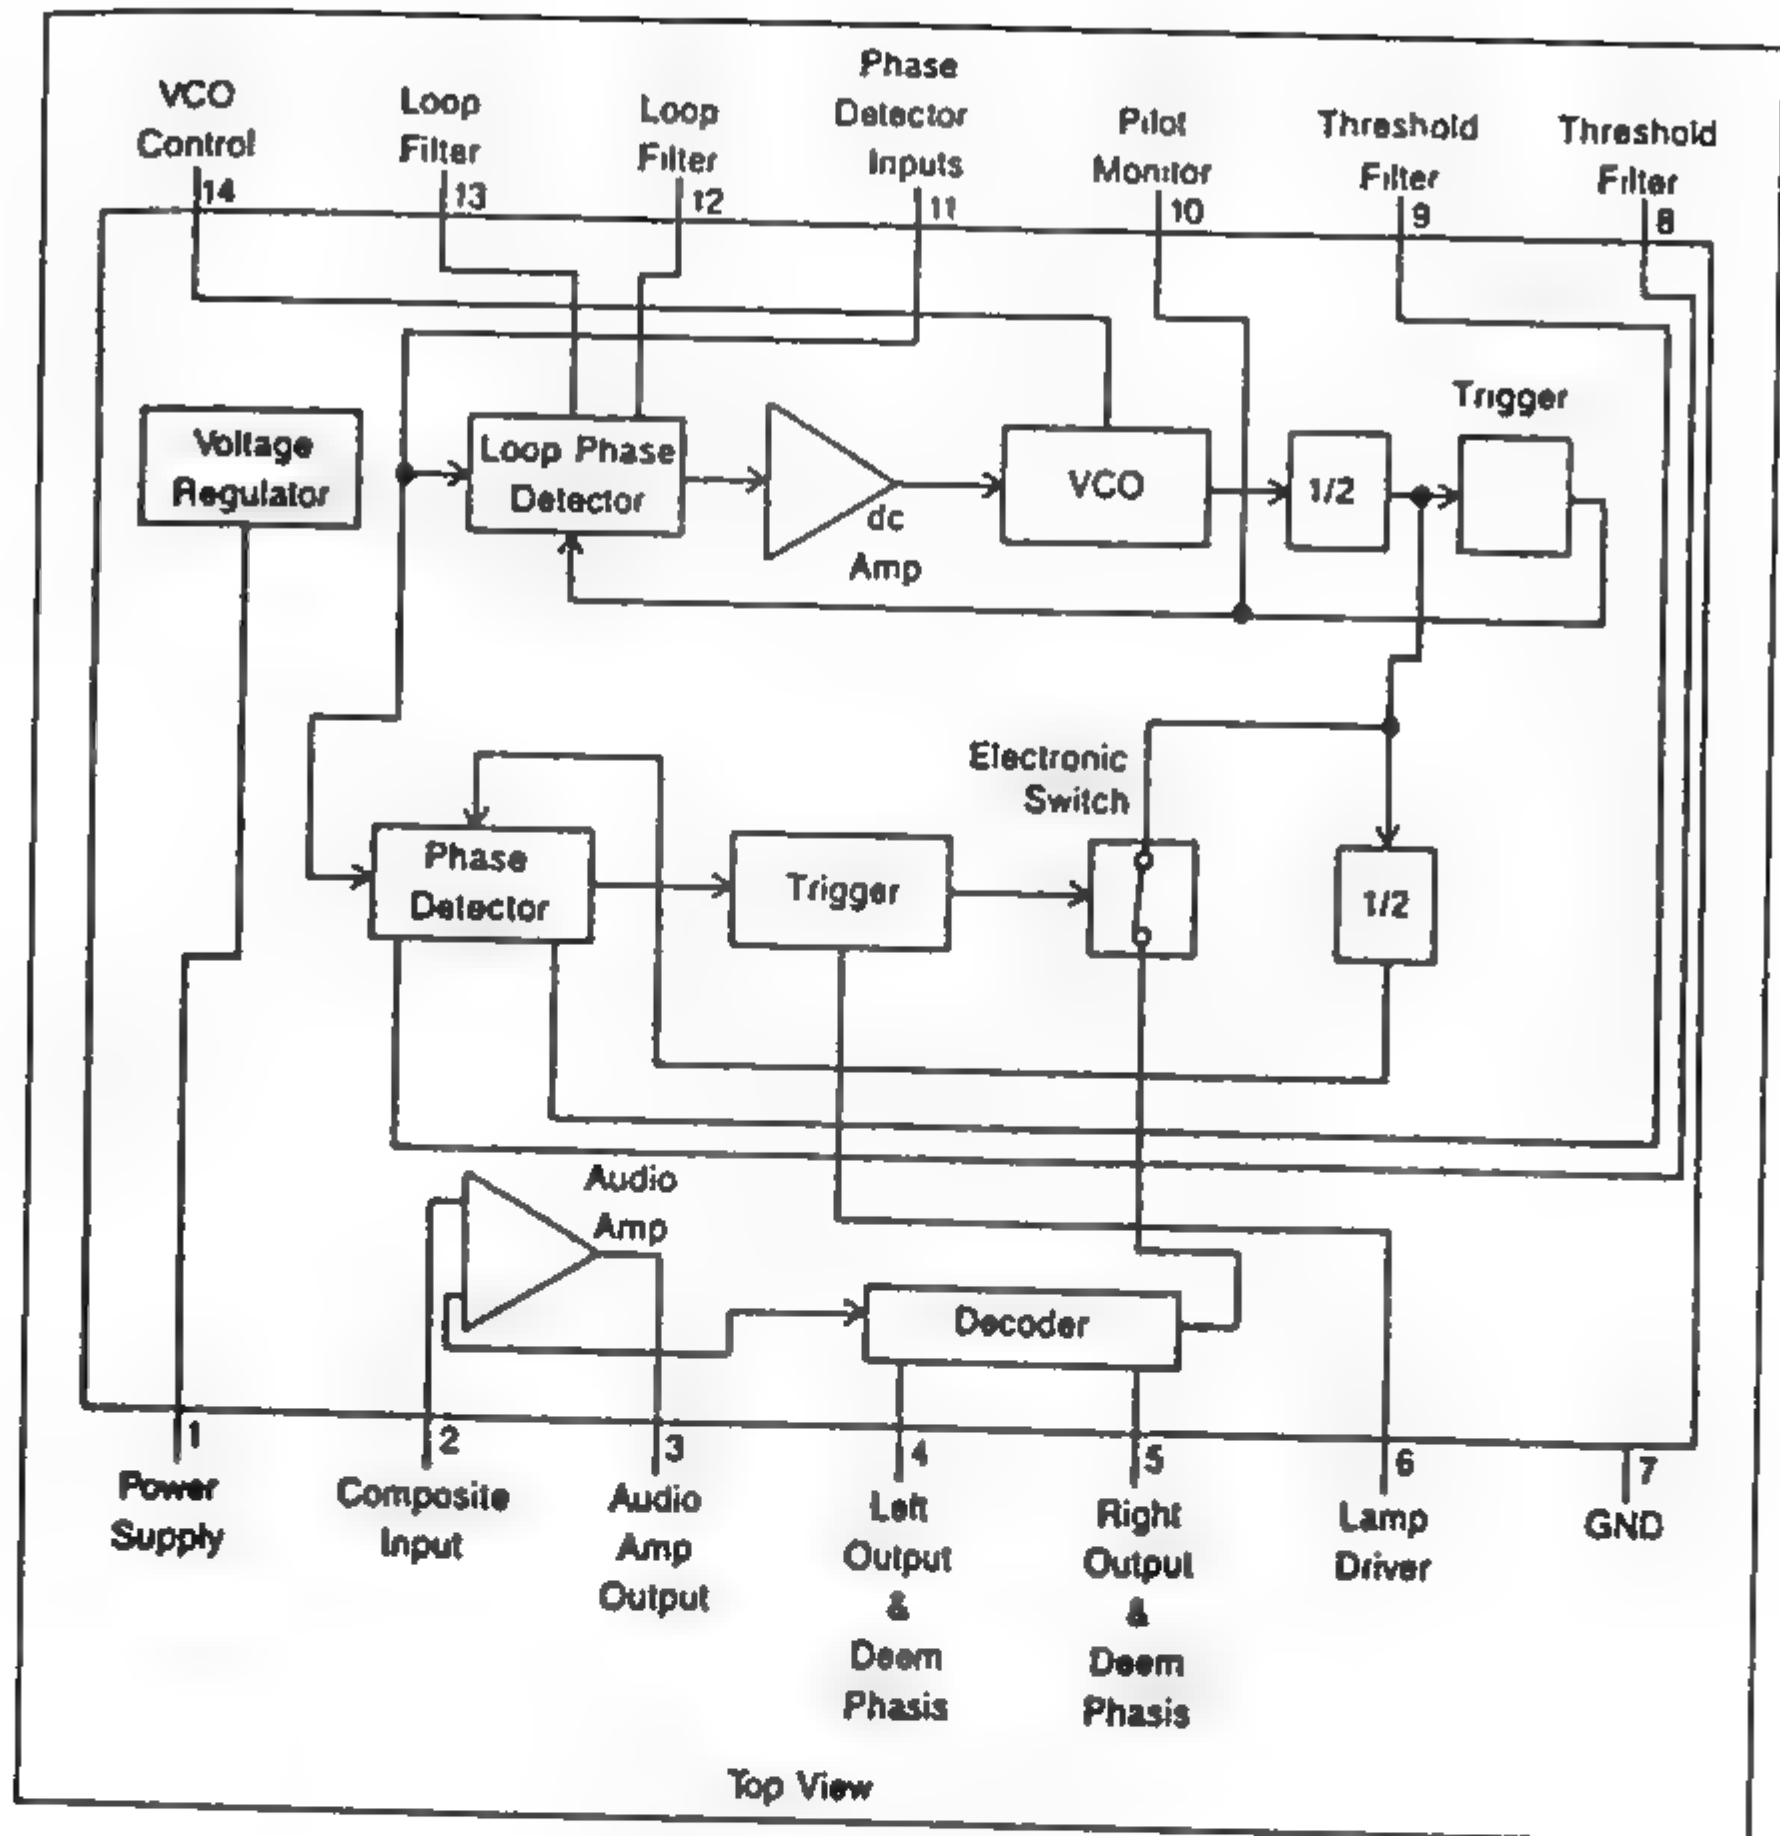 VCO
Control
14
Loop
Filter
13
Loop
Filter
12
Phase
Detector
Inputs
11
Pilot
Monitor
10
Threshold
Filter
9
Threshold
Filter
8
Voltage
Regulator
Loop Phase
Detector
dc
Amp
VCO
1/2
Trigger
Phase
Detector
Trigger
Electronic
Switch
1/2
Audio
Amp
Decoder
1
Power
Supply
2
Composite
Input
3
Audio
Amp
Output
4
Left
Output
&
Deem
Phasis
5
Right
Output
&
Deem
Phasis
6
Lamp
Driver
7
GND
Top View